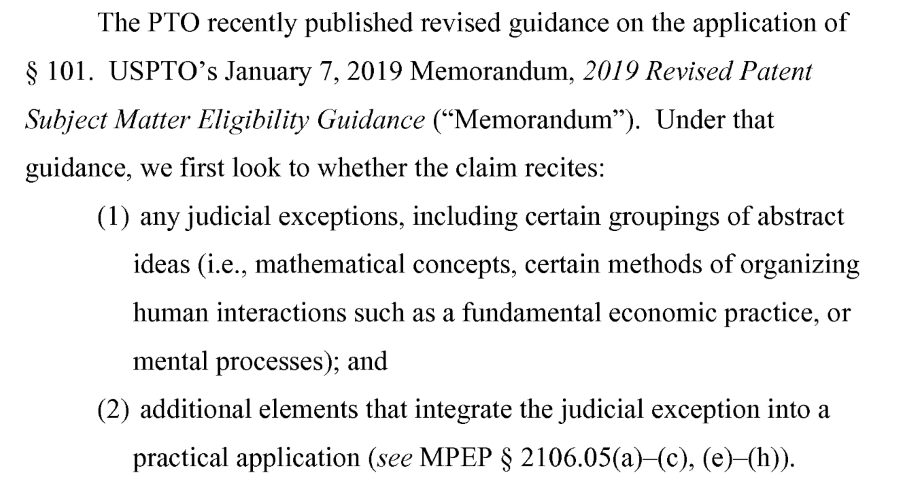 The PTO recently published revised guidance on the application of
§ 101. USPTO’s January 7, 2019 Memorandum, 2019 Revised Patent
Subject Matter Eligibility Guidance (“Memorandum”). Under that
guidance, we first look to whether the claim recites:
(1) any judicial exceptions, including certain groupings of abstract
ideas (i.e., mathematical concepts, certain methods of organizing
human interactions such as a fundamental economic practice, or
mental processes); and
(2) additional elements that integrate the judicial exception into a
practical application (see MPEP § 2106.05(a)–(c), (e)–(h)).